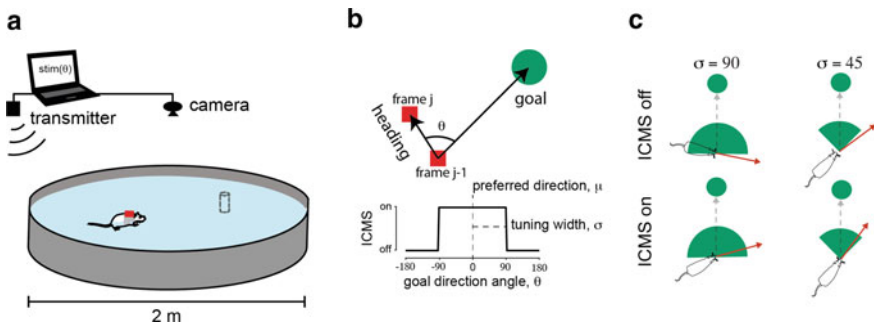 a
stim(θ)
transmitter
camera
2 m
b
goal
frame j
heading
θ
frame j-1
preferred direction, μ
on
ICMS
tuning width, σ
off
-180 -90 0 90 180
goal direction angle, θ
c
σ = 90 σ = 45
ICMS off
ICMS on